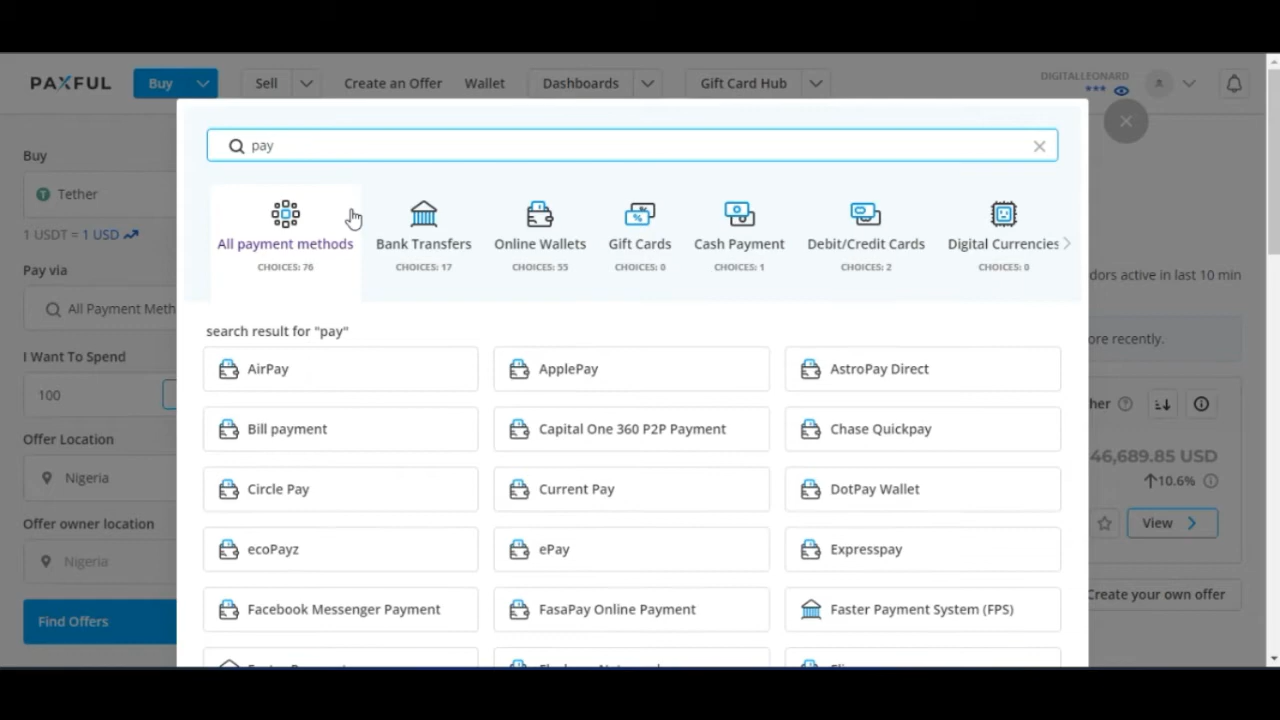 PAXFUL
Buy
Sell
Create an Offer
Wallet
Dashboards
Gift Card Hub
DIGITALLEONARD
***
pay
Buy
Tether
1 USDT = 1 USD
Pay via
All Payment Meth
I Want To Spend
100
Offer Location
Nigeria
Offer owner location
Nigeria
Find Offers
All payment methods
CHOICES: 76
Bank Transfers
CHOICES: 17
Online Wallets
CHOICES: 55
Gift Cards
CHOICES: 0
Cash Payment
CHOICES: 1
Debit/Credit Cards
CHOICES: 2
Digital Currencies
CHOICES: 0
search result for "pay"
AirPay
ApplePay
AstroPay Direct
Bill payment
Capital One 360 P2P Payment
Chase Quickpay
Circle Pay
Current Pay
DotPay Wallet
ecoPayz
ePay
Expresspay
Facebook Messenger Payment
FasaPay Online Payment
Faster Payment System (FPS)
dors active in last 10 min
ore recently.
her
46,689.85 USD
10.6%
View
Create your own offer